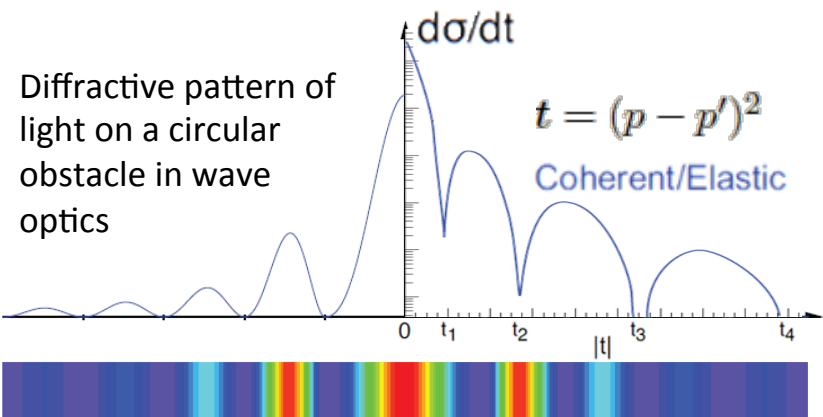 dσ/dt
Diffractive pattern of
light on a circular
obstacle in wave
optics
t = (p − p′)²
Coherent/Elastic
0 t₁ t₂ t₃ t₄
|t|